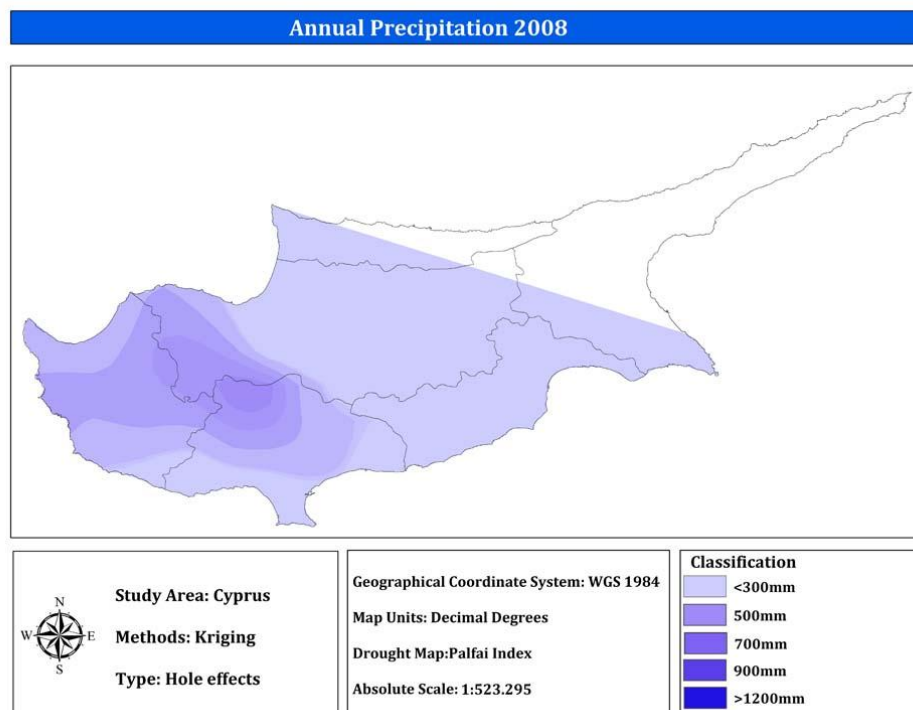 Annual Precipitation 2008
N
W E
S
Study Area: Cyprus
Methods: Kriging
Type: Hole effects
Geographical Coordinate System: WGS 1984
Map Units: Decimal Degrees
Drought Map:Palfai Index
Absolute Scale: 1:523.295
Classification
<300mm
500mm
700mm
900mm
>1200mm